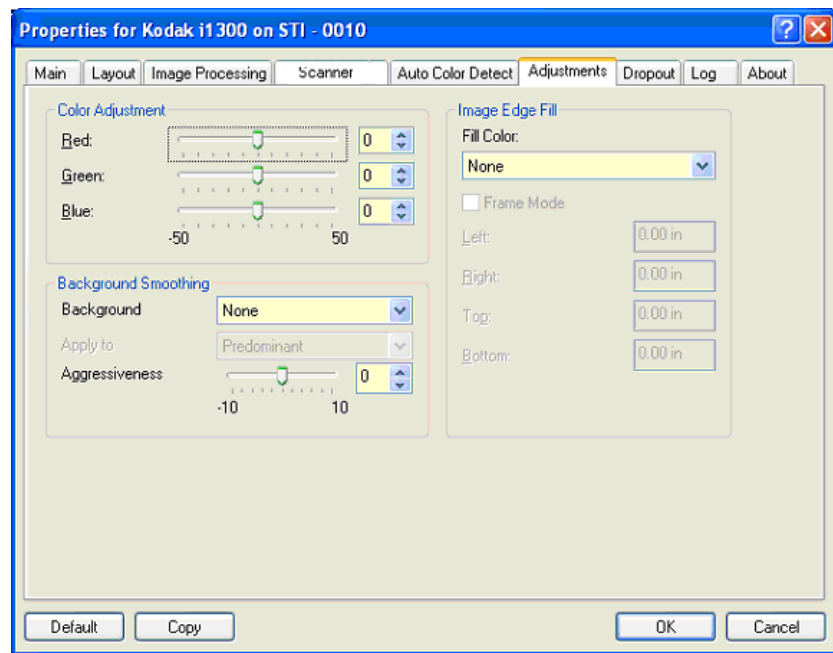 Properties for Kodak i1300 on STI - 0010
Main Layout Image Processing Scanner Auto Color Detect Adjustments Dropout Log About
Color Adjustment
Red: 0
Green: 0
Blue: 0
-50 50
Background Smoothing
Background None
Apply to Predominant
Aggressiveness 0
-10 10
Image Edge Fill
Fill Color:
None
Frame Mode
Left: 0.00 in
Right: 0.00 in
Top: 0.00 in
Bottom: 0.00 in
Default Copy OK Cancel